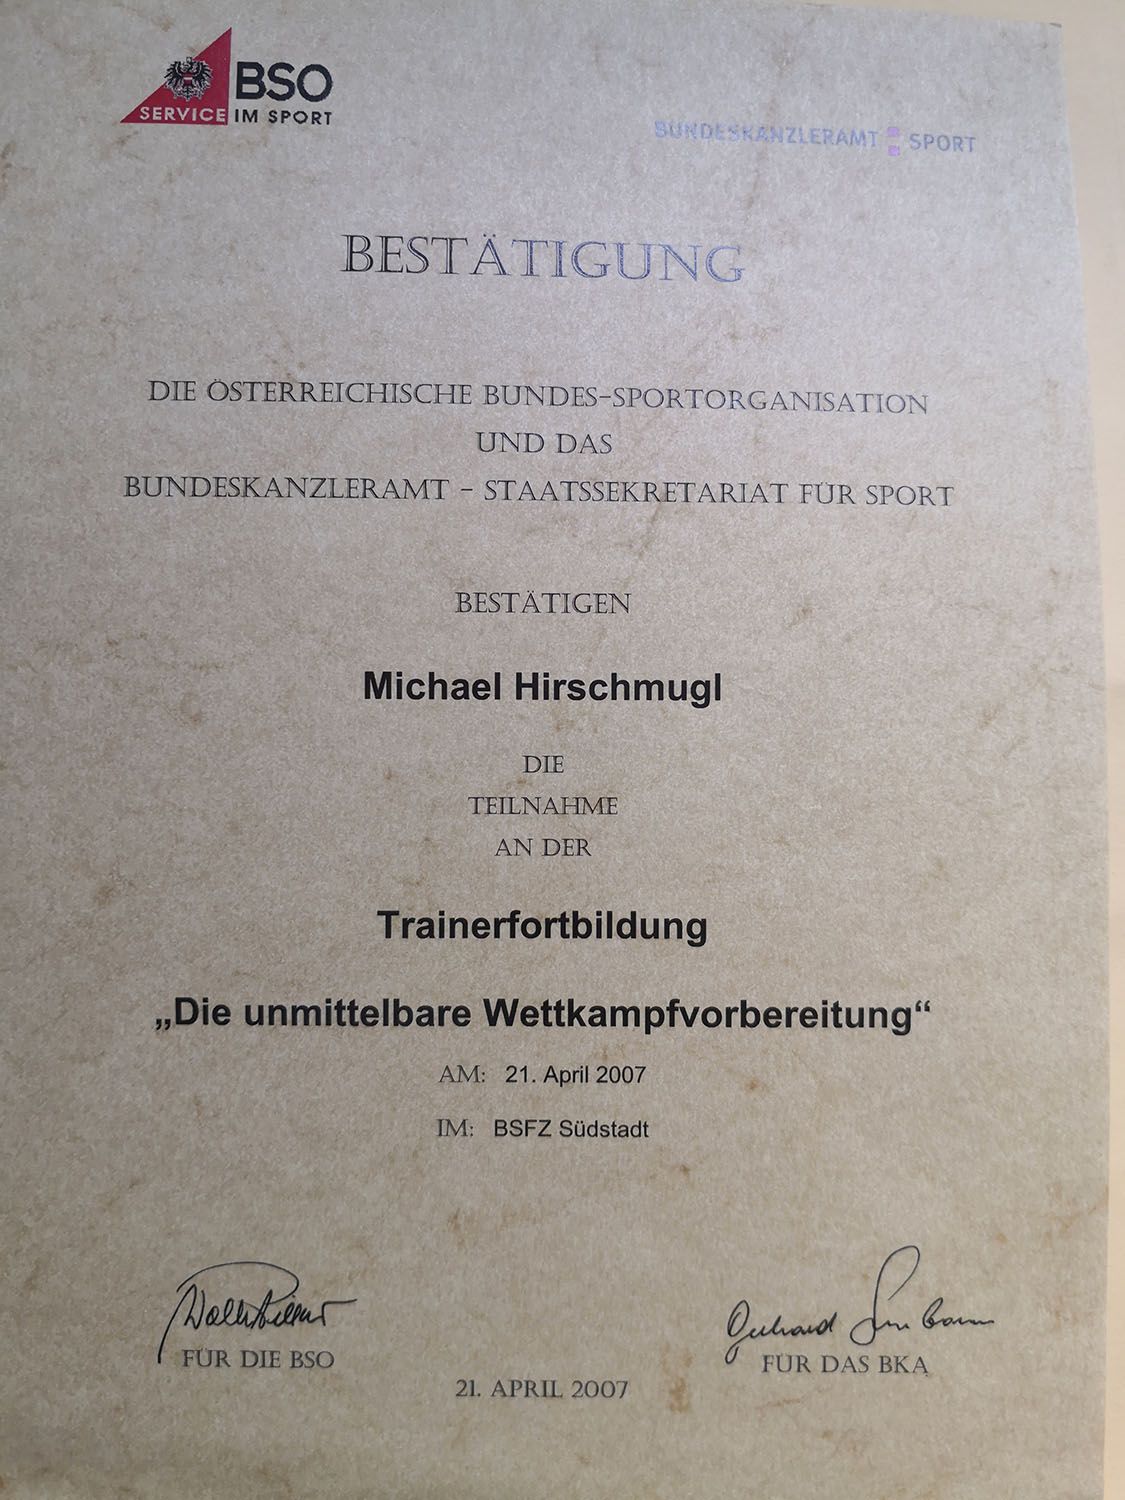 BSO
SERVICE IM SPORT
BUNDESKANZLERAMT : SPORT
BESTÄTIGUNG
DIE ÖSTERREICHISCHE BUNDES-SPORTORGANISATION
UND DAS
BUNDESKANZLERAMT - STAATSSEKRETARIAT FÜR SPORT
BESTÄTIGEN
Michael Hirschmugl
DIE
TEILNAHME
AN DER
Trainerfortbildung
„Die unmittelbare Wettkampfvorbereitung“
AM: 21. April 2007
IM: BSFZ Südstadt
Gerhard
FÜR DIE BSO
FÜR DAS BKA
21. APRIL 2007